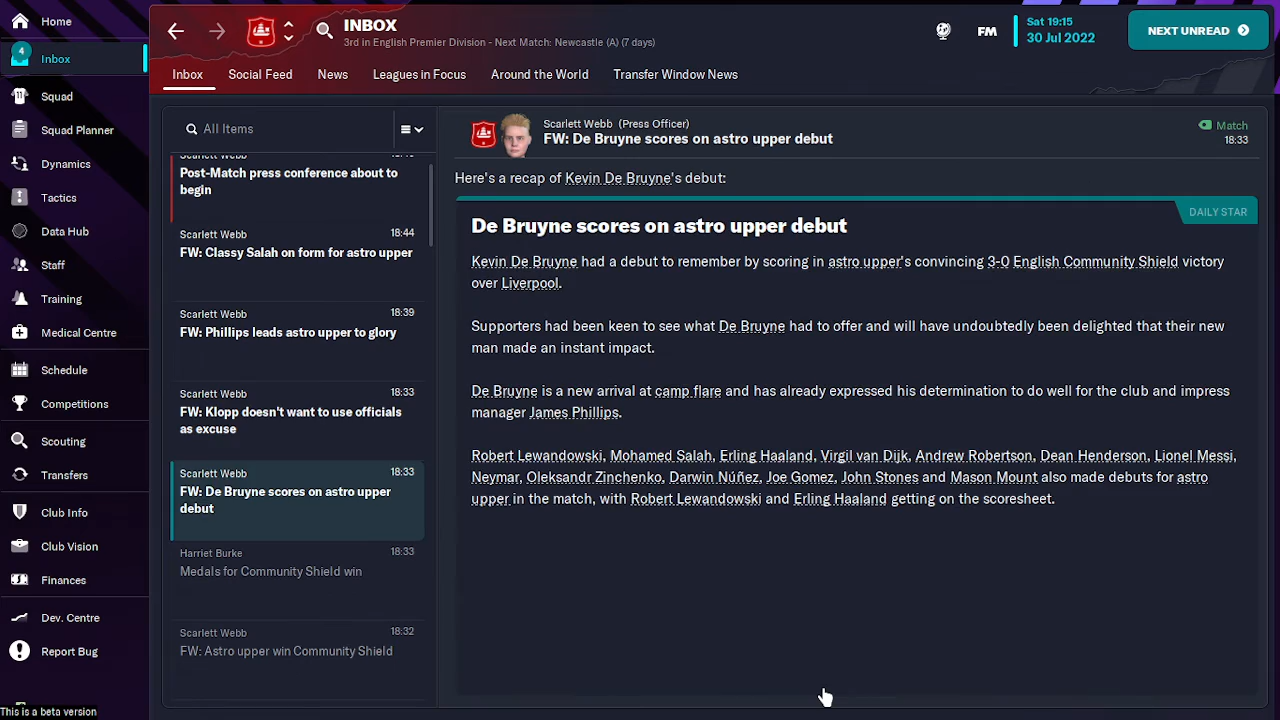 Home
4
Inbox
Squad
Squad Planner
Dynamics
Tactics
Data Hub
Staff
Training
Medical Centre
Schedule
Competitions
Scouting
Transfers
Club Info
Club Vision
Finances
Dev. Centre
Report Bug
This is a beta version
INBOX
3rd in English Premier Division - Next Match: Newcastle (A) (7 days)
FM
Sat 19:15
30 Jul 2022
NEXT UNREAD
Inbox
Social Feed
News
Leagues in Focus
Around the World
Transfer Window News
All Items
Scarlett Webb
Post-Match press conference about to
begin
Scarlett Webb 18:44
FW: Classy Salah on form for astro upper
Scarlett Webb 18:39
FW: Phillips leads astro upper to glory
Scarlett Webb 18:33
FW: Klopp doesn't want to use officials
as excuse
Scarlett Webb 18:33
FW: De Bruyne scores on astro upper
debut
Harriet Burke 18:33
Medals for Community Shield win
Scarlett Webb 18:32
FW: Astro upper win Community Shield
Scarlett Webb (Press Officer)
FW: De Bruyne scores on astro upper debut
Match
18:33
Here's a recap of Kevin De Bruyne's debut:
DAILY STAR
De Bruyne scores on astro upper debut
Kevin De Bruyne had a debut to remember by scoring in astro upper's convincing 3-0 English Community Shield victory
over Liverpool.
Supporters had been keen to see what De Bruyne had to offer and will have undoubtedly been delighted that their new
man made an instant impact.
De Bruyne is a new arrival at camp flare and has already expressed his determination to do well for the club and impress
manager James Phillips.
Robert Lewandowski, Mohamed Salah, Erling Haaland, Virgil van Dijk, Andrew Robertson, Dean Henderson, Lionel Messi,
Neymar, Oleksandr Zinchenko, Darwin Núñez, Joe Gomez, John Stones and Mason Mount also made debuts for astro
upper in the match, with Robert Lewandowski and Erling Haaland getting on the scoresheet.